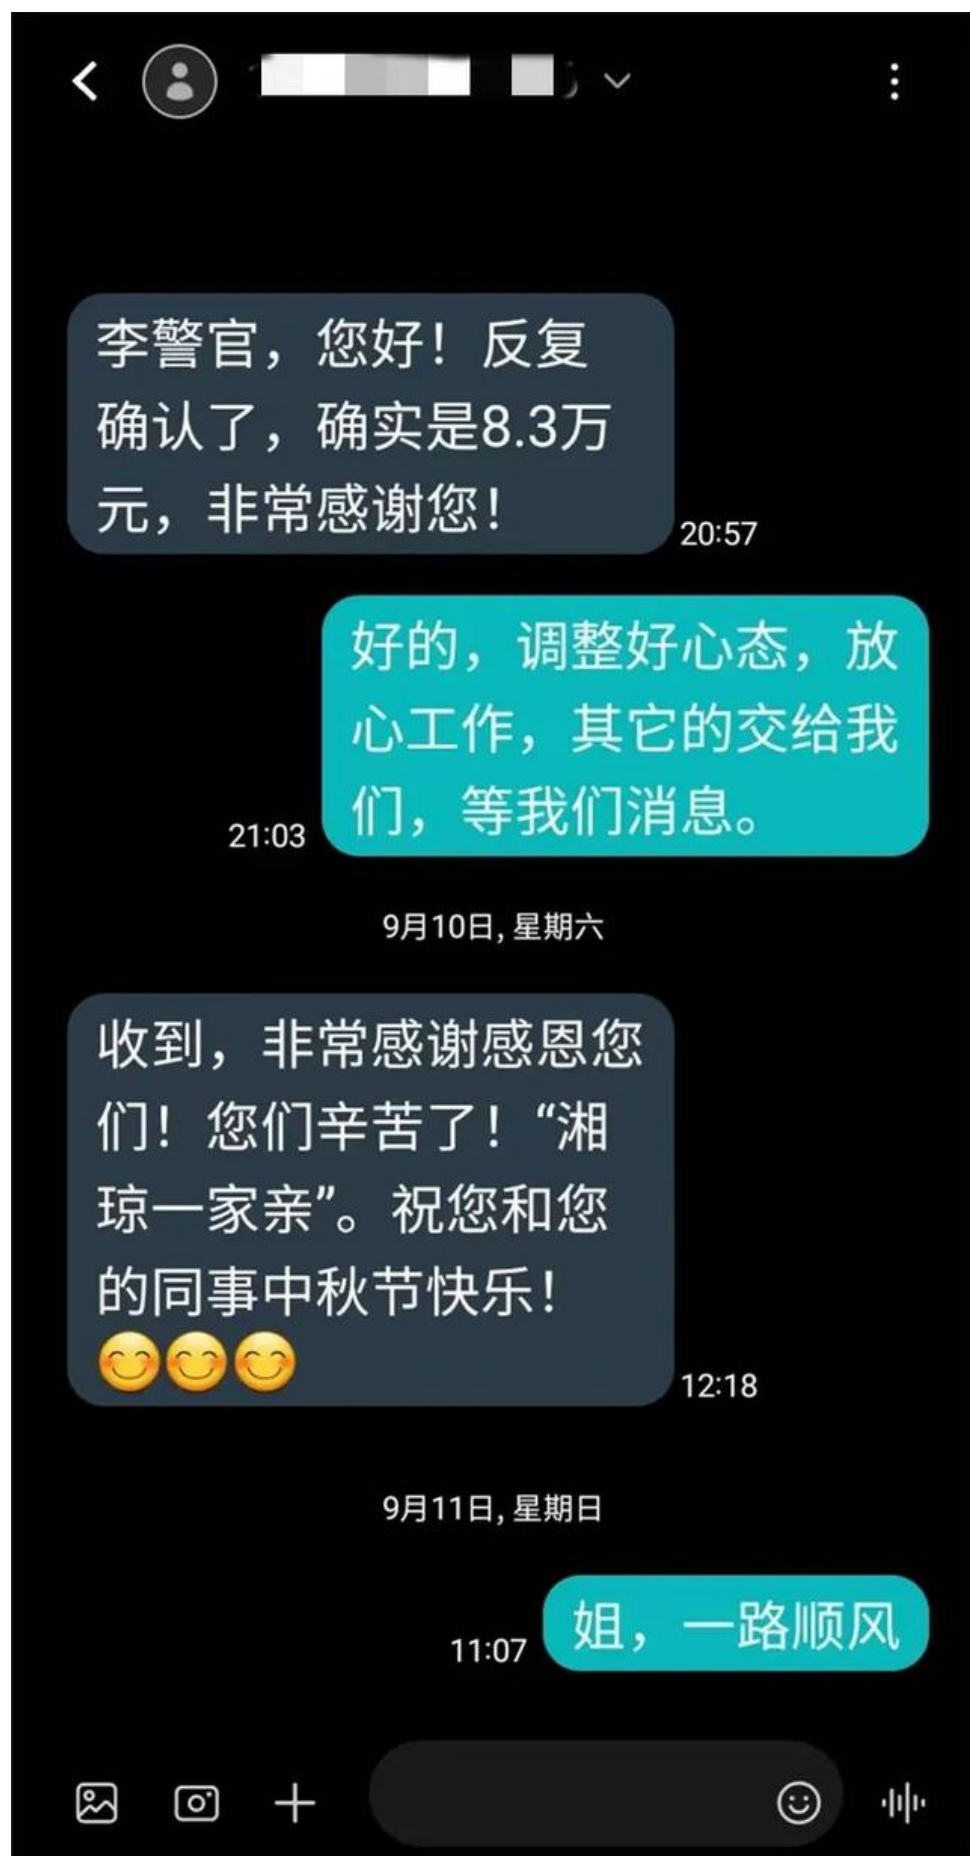 李警官，您好！反复
确认了，确实是8.3万
元，非常感谢您！
20:57
好的，调整好心态，放
心工作，其它的交给我
们，等我们消息。
21:03
9月10日, 星期六
收到，非常感谢感恩您
们！您们辛苦了！“湘
琼一家亲”。祝您和您
的同事中秋节快乐！
😊😊😊
12:18
9月11日, 星期日
姐，一路顺风
11:07